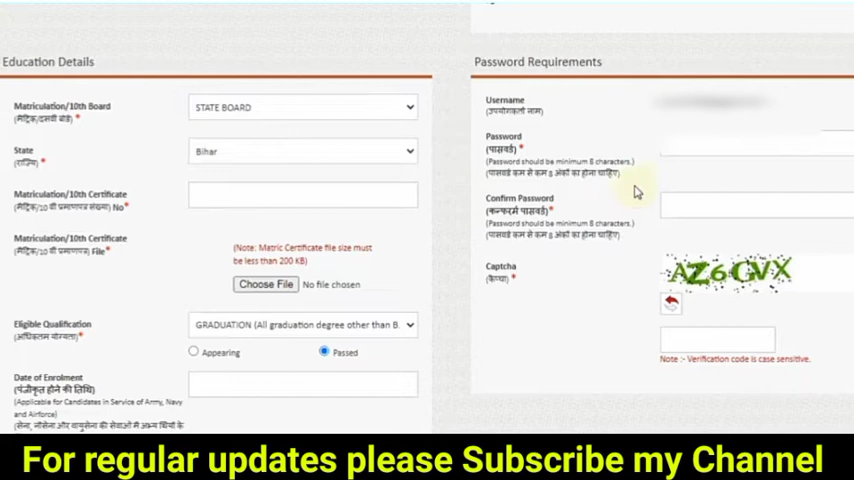 Education Details
Matriculation/10th Board
(मैट्रिक/दसवी बोर्ड) *
STATE BOARD
State
(राज्य) *
Bihar
Matriculation/10th Certificate
(मैट्रिक/10 वी प्रमाणपत्र संख्या) No*
Matriculation/10th Certificate
(मैट्रिक/10 वी प्रमाणपत्र) File*
(Note: Matric Certificate file size must
be less than 200 KB)
Choose File No file chosen
Eligible Qualification
(अधिकतम योग्यता)*
GRADUATION (All graduation degree other than B.
Appearing
Passed
Date of Enrolment
(पंजीकृत होने की तिथि)
(Applicable for Candidates in Service of Army, Navy
and Airforce)
(सेना, नौसेना और वायुसेना की सेवाओं में अभ्यर्थियों के
Password Requirements
Username
(उपयोगकर्ता नाम)
Password
(पासवर्ड) *
(Password should be minimum 8 characters.)
(पासवर्ड कम से कम 8 अंकों का होना चाहिए)
Confirm Password
(कन्फर्म पासवर्ड)*
(Password should be minimum 8 characters.)
(पासवर्ड कम से कम 8 अंकों का होना चाहिए)
Captcha
(कैप्चा) *
AZ6GVX
Note :- Verification code is case sensitive.
For regular updates please Subscribe my Channel